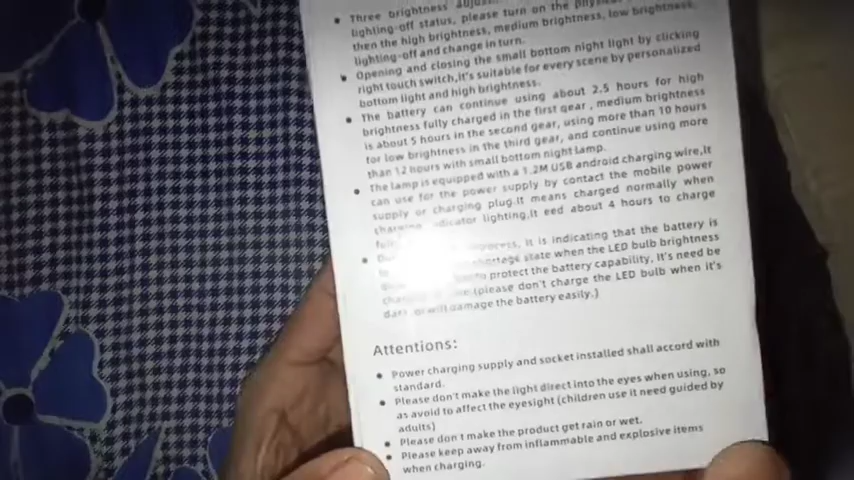 Three brightness
lighting-off status, please turn on the
then the high brightness, medium brightness, low brightness,
lighting-off and change in turn.
Opening and closing the small bottom night light by clicking
right touch switch,it's suitable for every scene by personalized
bottom light and high brightness.
The battery can continue using about 2.5 hours for high
brightness fully charged in the first gear , medium brightness
is about 5 hours in the second gear, using more than 10 hours
for low brightness in the third gear, and continue using more
than 12 hours with small bottom night lamp.
The lamp is equipped with a 1.2M USB android charging wire,It
can use for the power supply by contact the mobile power
supply or charging plug.It means charged normally when
charging indicator lighting,It eed about 4 hours to charge
process, it is indicating that the battery is
shortage state when the LED bulb brightness
to protect the battery capability, It's need be
(please don't charge the LED bulb when it's
dark, or will damage the battery easily.)
Attentions:
Power charging supply and socket installed shall accord with
standard.
Please don't make the light direct into the eyes when using, for
as avoid to affect the eyesight (children use it need guided by
adults)
Please don't make the product get rain or wet.
Please keep away from inflammable and explosive items
when charging.